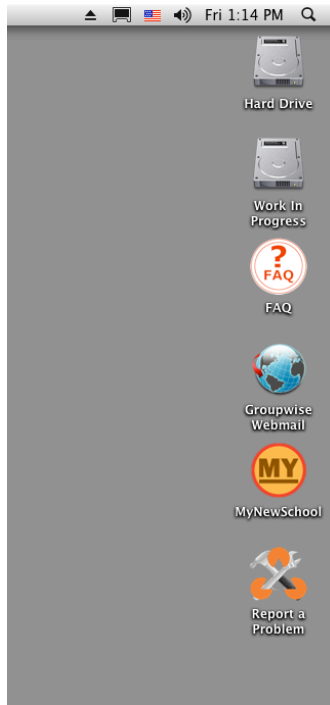 Fri 1:14 PM
Hard Drive
Work In
Progress
?
FAQ
FAQ
Groupwise
Webmail
MY
MyNewSchool
Report a
Problem